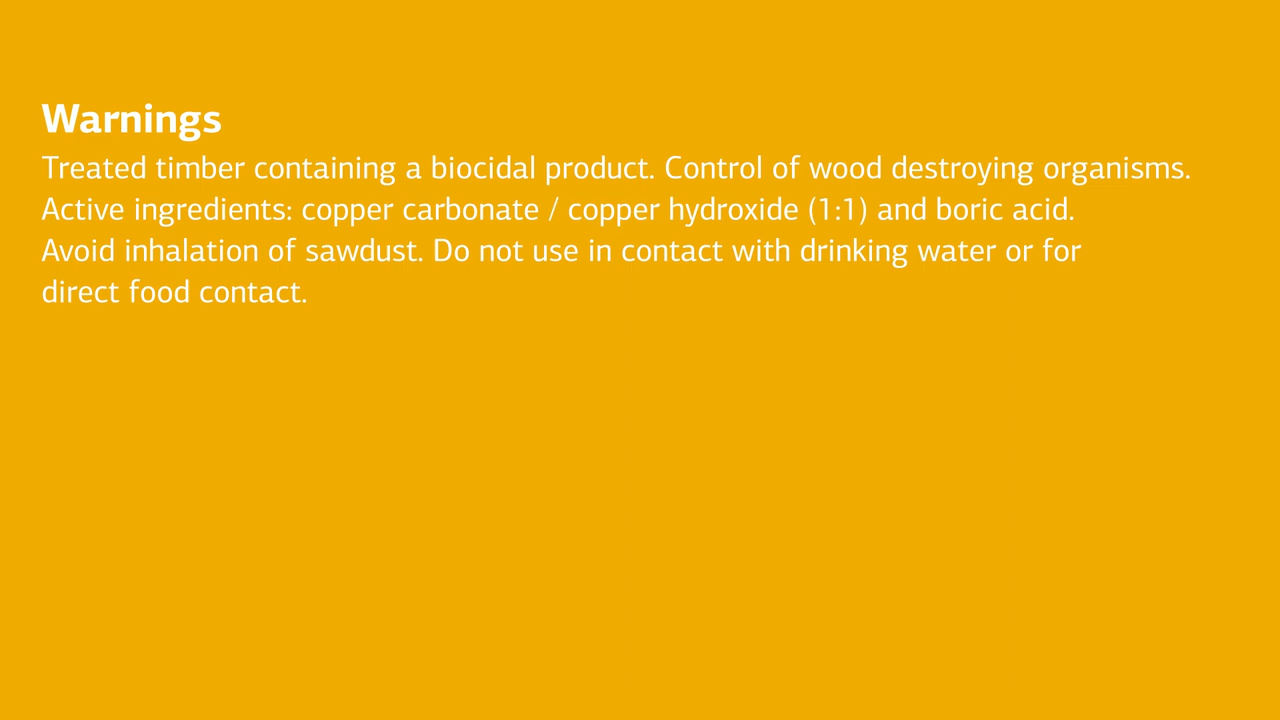 Warnings
Treated timber containing a biocidal product. Control of wood destroying organisms.
Active ingredients: copper carbonate / copper hydroxide (1:1) and boric acid.
Avoid inhalation of sawdust. Do not use in contact with drinking water or for
direct food contact.